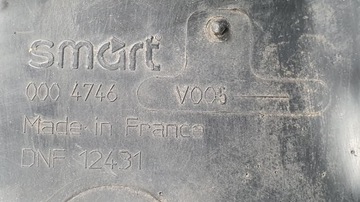 smart
000 4746 V005
Made in France
DNF 12431